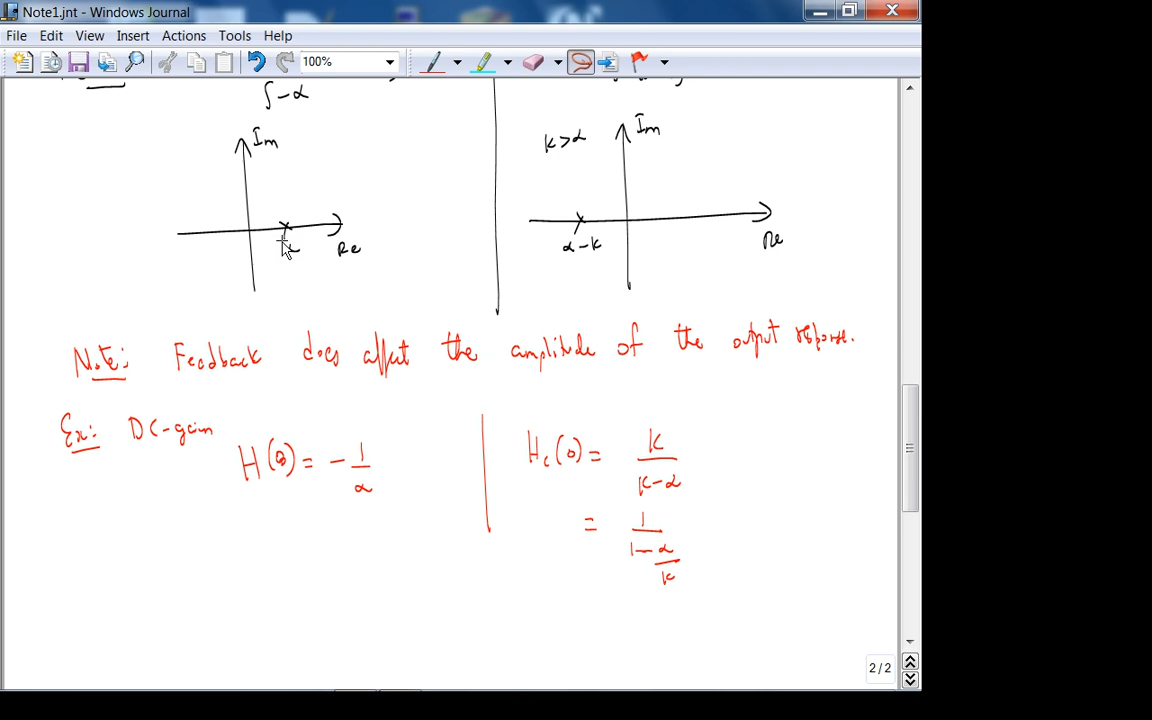 Note1.jnt - Windows Journal
File Edit View Insert Actions Tools Help
100%
∫-α
Im
Re
k>α
Im
α-k
Re
Note: Feedback does affect the amplitude of the output response.
Ex: DC-gain
H(0) = - 1/α
Hc(0) = k/(k-α)
= 1/(1-α/k)
2/2